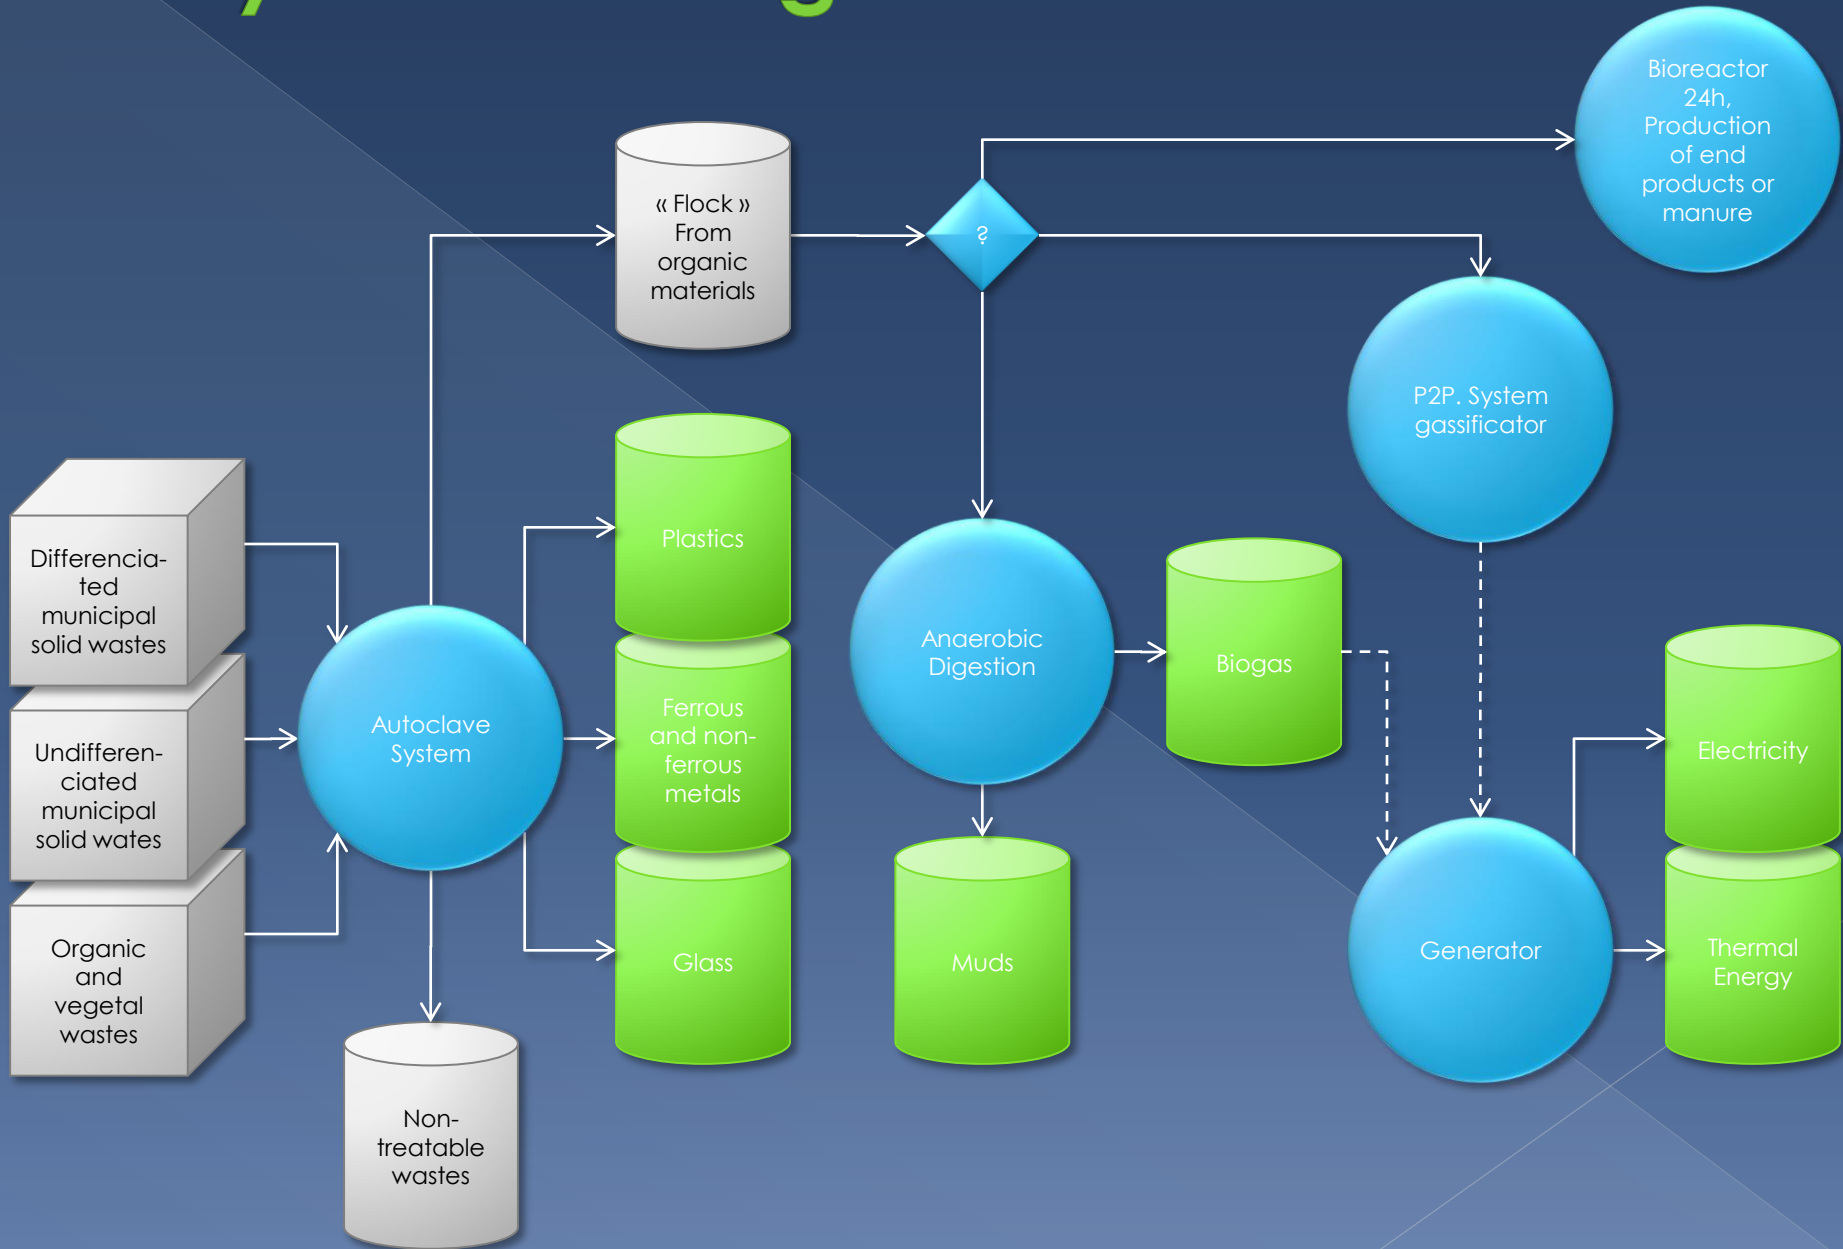 Bioreactor
24h,
Production
of end
products or
manure
« Flock »
From
organic
materials
?
P2P. System
gassificator
Plastics
Differencia-
ted
municipal
solid wastes
Anaerobic
Digestion
Biogas
Ferrous
and non-
ferrous
metals
Autoclave
System
Electricity
Undifferen-
ciated
municipal
solid wates
Organic
and
vegetal
wastes
Glass
Muds
Generator
Thermal
Energy
Non-
treatable
wastes